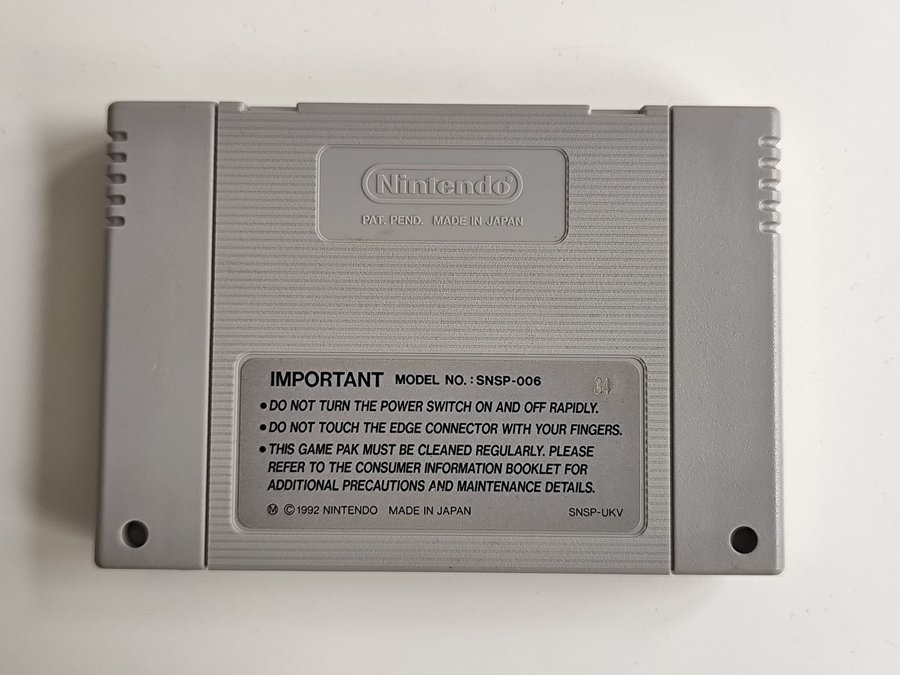 Nintendo®
PAT. PEND. MADE IN JAPAN
IMPORTANT MODEL NO. : SNSP-006
• DO NOT TURN THE POWER SWITCH ON AND OFF RAPIDLY.
• DO NOT TOUCH THE EDGE CONNECTOR WITH YOUR FINGERS.
• THIS GAME PAK MUST BE CLEANED REGULARLY. PLEASE
REFER TO THE CONSUMER INFORMATION BOOKLET FOR
ADDITIONAL PRECAUTIONS AND MAINTENANCE DETAILS.
Ⓜ © 1992 NINTENDO MADE IN JAPAN SNSP-UKV